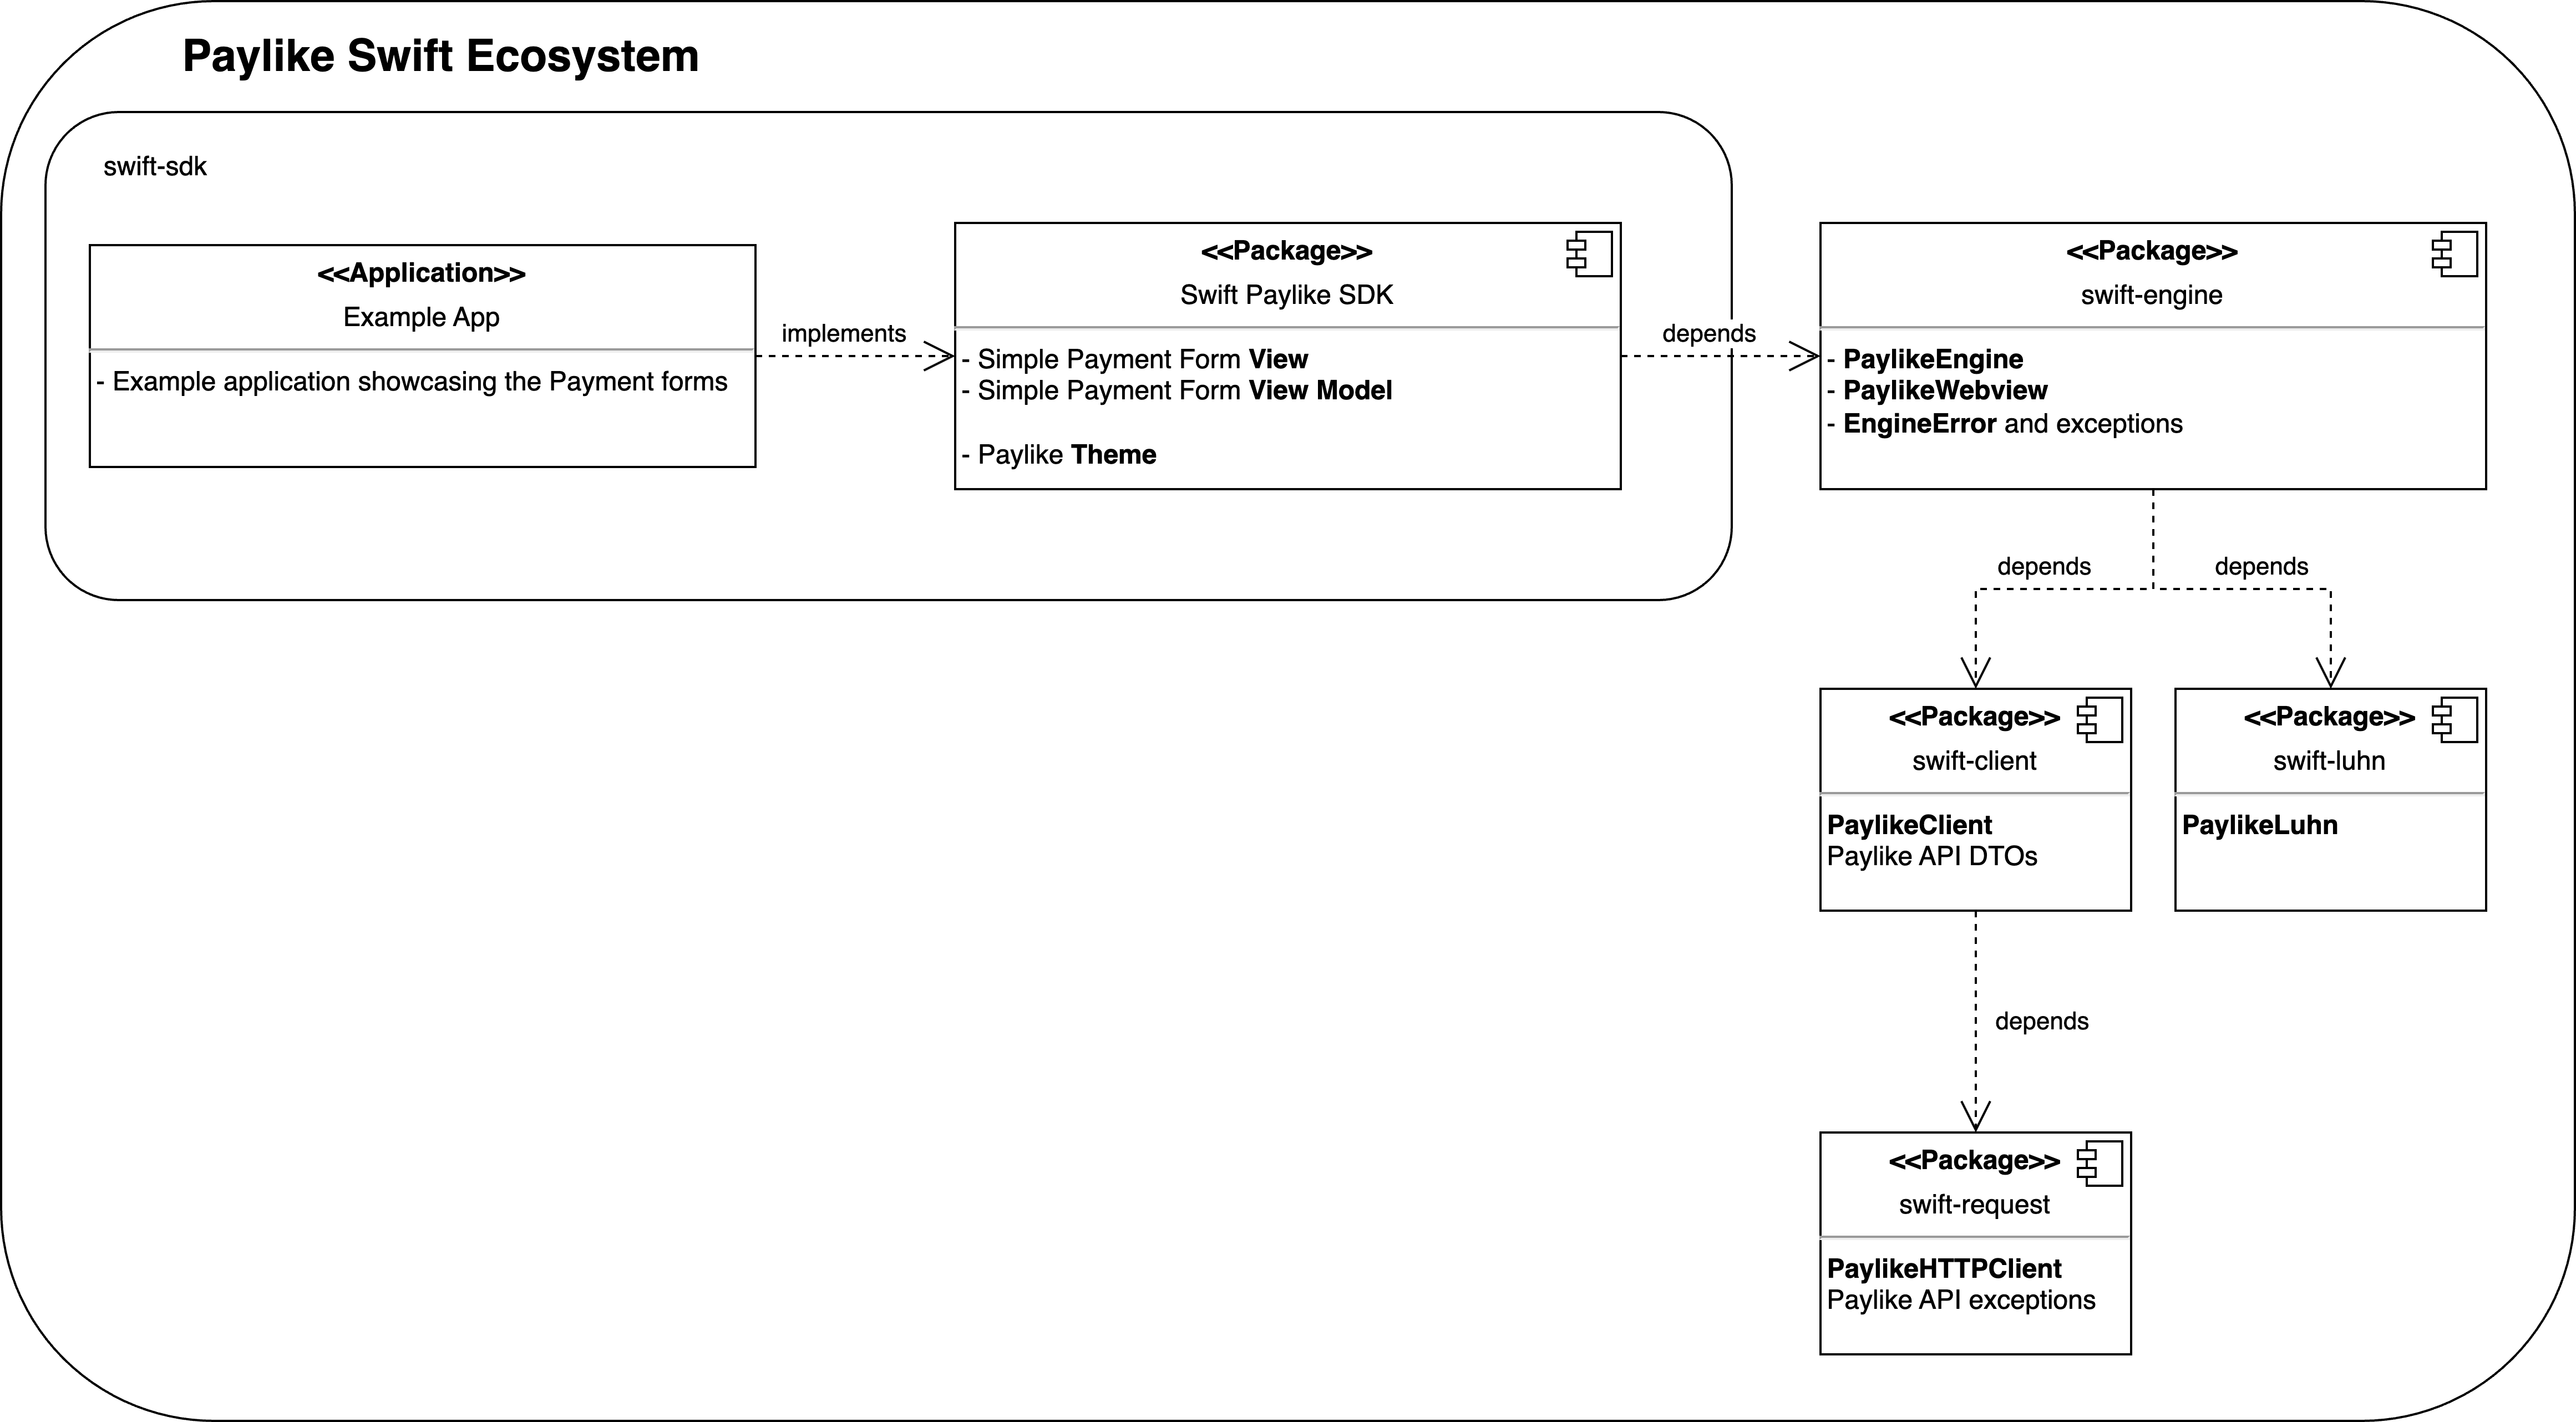 Paylike Swift Ecosystem
swift-sdk
<<Application>>
Example App
- Example application showcasing the Payment forms
implements
<<Package>>
Swift Paylike SDK
- Simple Payment Form View
- Simple Payment Form View Model
- Paylike Theme
depends
<<Package>>
swift-engine
- PaylikeEngine
- PaylikeWebview
- EngineError and exceptions
depends
depends
<<Package>>
swift-client
PaylikeClient
Paylike API DTOs
<<Package>>
swift-luhn
PaylikeLuhn
depends
<<Package>>
swift-request
PaylikeHTTPClient
Paylike API exceptions